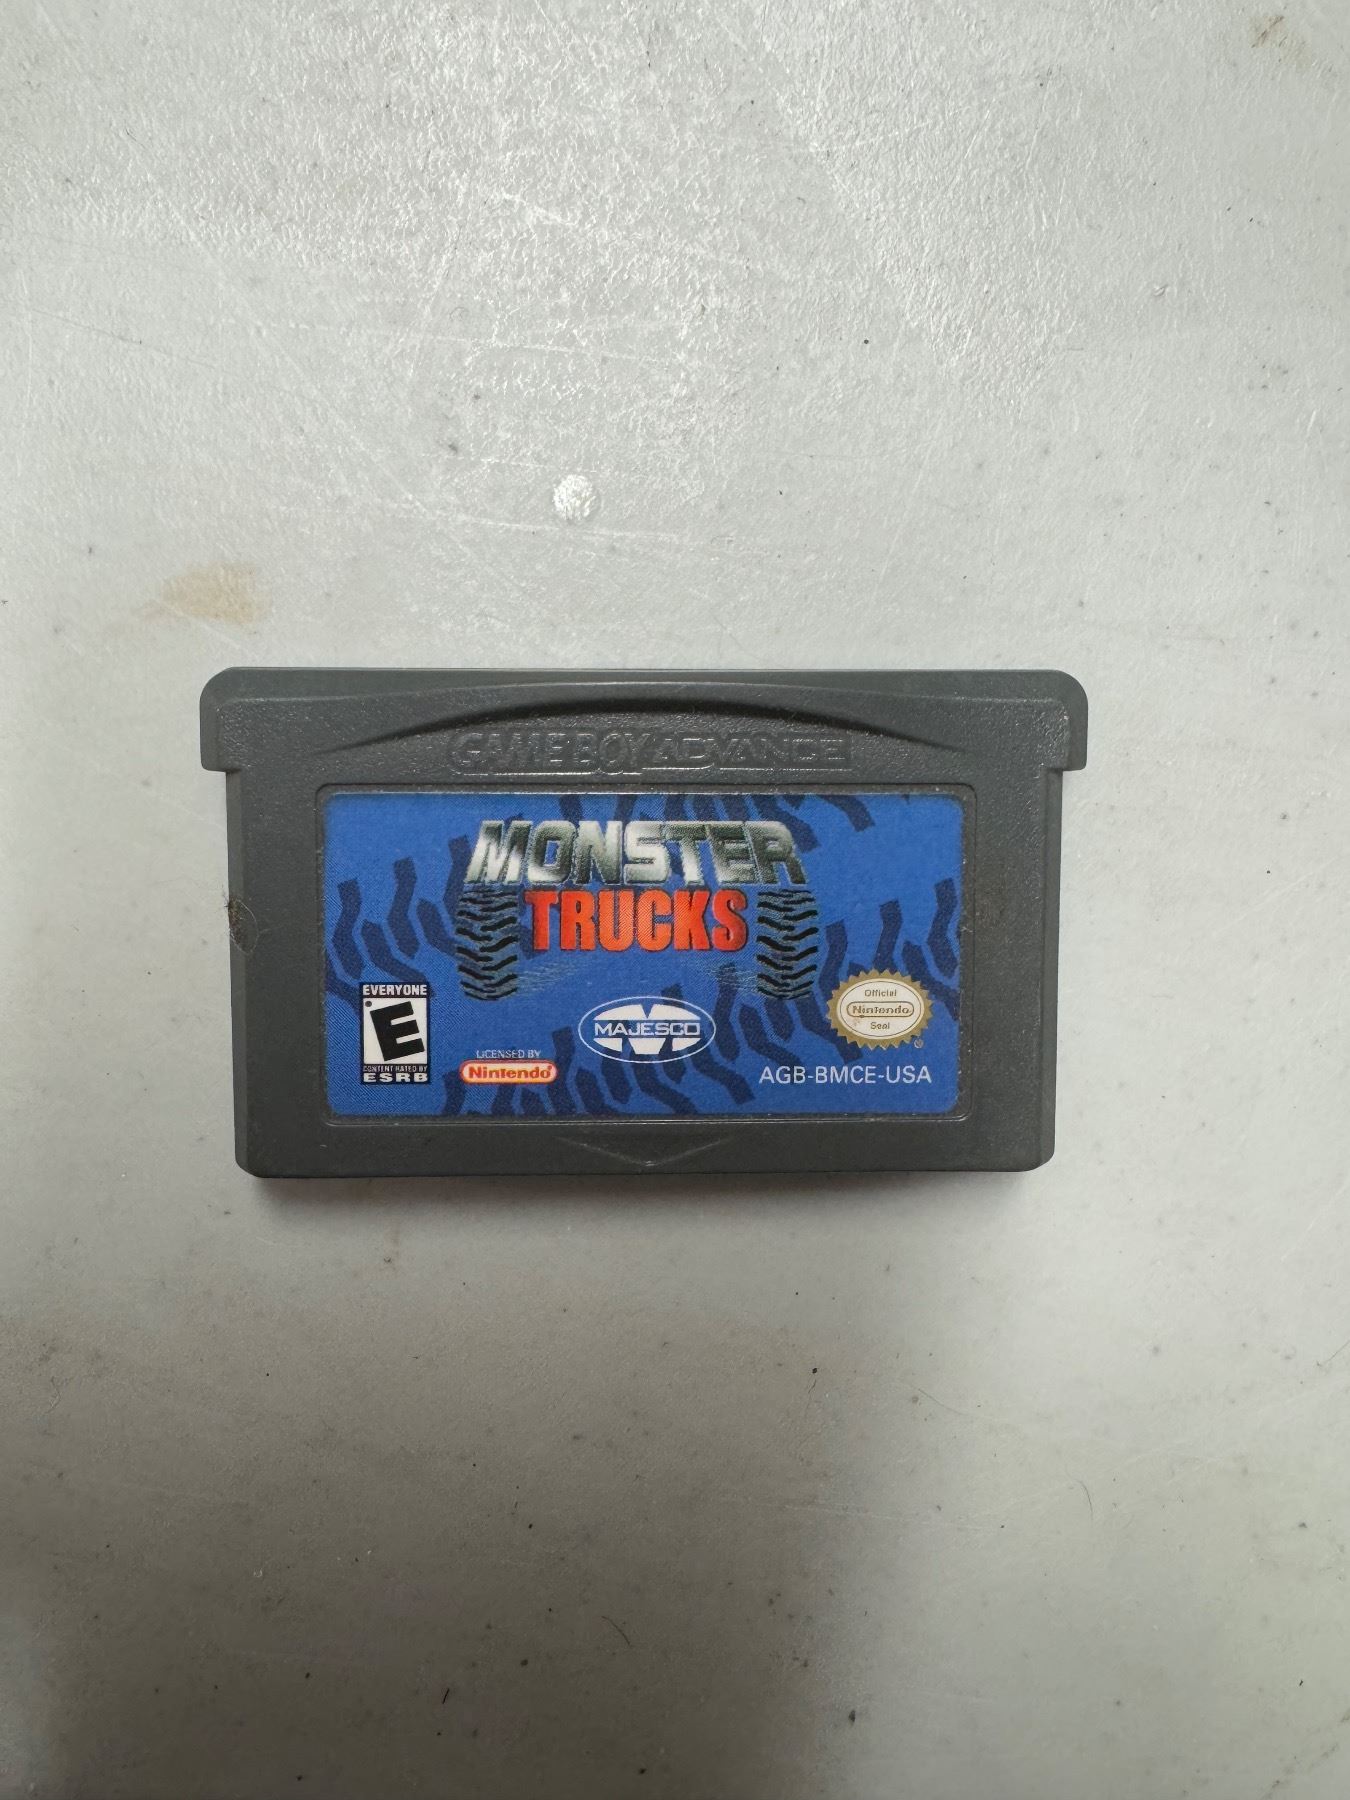 GAME BOY ADVANCE
MONSTER
TRUCKS
EVERYONE
E
CONTENT RATED BY
ESRB
LICENSED BY
Nintendo
MAJESCO
Official
Nintendo
Seal
®
AGB-BMCE-USA